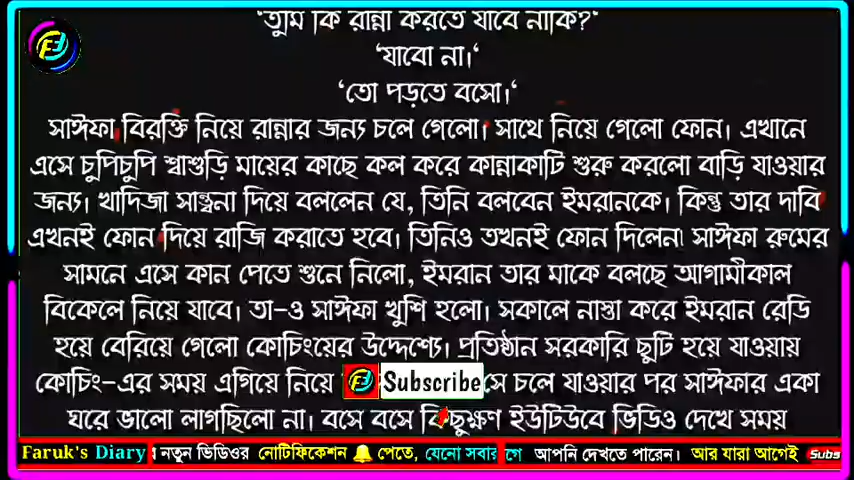 ‘তুমি কি রান্না করতে যাবে নাকি?‘
‘যাবো না।‘
‘তো পড়তে বসো।‘
সাঈফা বিরক্তি নিয়ে রান্নার জন্য চলে গেলো। সাথে নিয়ে গেলো ফোন। এখানে
এসে চুপিচুপি শ্বাশুড়ি মায়ের কাছে কল করে কান্নাকাটি শুরু করলো বাড়ি যাওয়ার
জন্য। খাদিজা সান্ত্বনা দিয়ে বললেন যে, তিনি বলবেন ইমরানকে। কিন্তু তার দাবি
এখনই ফোন দিয়ে রাজি করাতে হবে। তিনিও তখনই ফোন দিলেন। সাঈফা রুমের
সামনে এসে কান পেতে শুনে নিলো, ইমরান তার মাকে বলছে আগামীকাল
বিকেলে নিয়ে যাবে। তা-ও সাঈফা খুশি হলো। সকালে নাস্তা করে ইমরান রেডি
হয়ে বেরিয়ে গেলো কোচিংয়ের উদ্দেশ্যে। প্রতিষ্ঠান সরকারি ছুটি হয়ে যাওয়ায়
কোচিং-এর সময় এগিয়ে নিয়ে Subscribe সে চলে যাওয়ার পর সাঈফার একা
ঘরে ভালো লাগছিলো না। বসে বসে কিছুক্ষণ ইউটিউবে ভিডিও দেখে সময়
Faruk's Diary নতুন ভিডিওর নোটিফিকেশন 🔔 পেতে, যেনো সবার গে আপনি দেখতে পারেন। আর যারা আগেই Subs